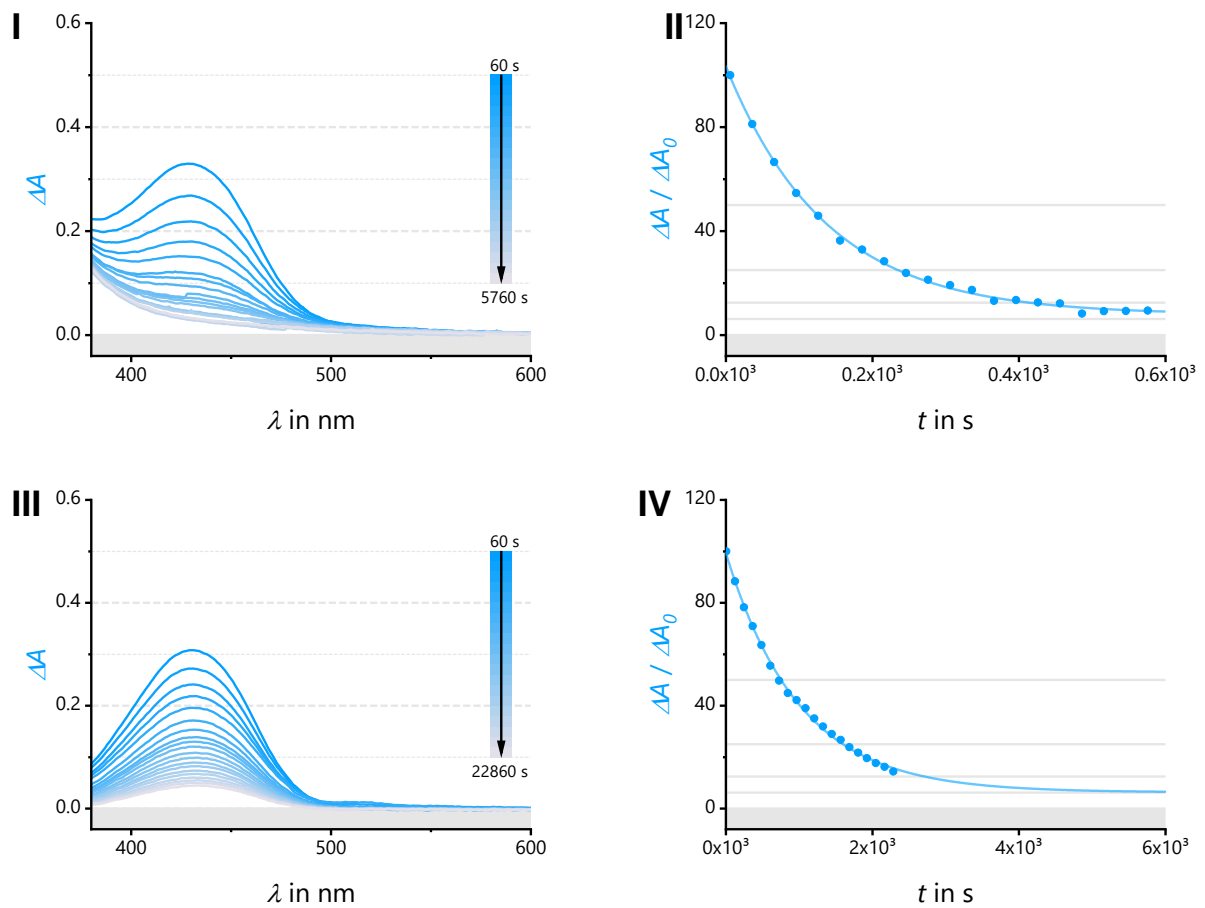 I
0.6
0.4
0.2
0.0
ΔA
60 s
5760 s
400
500
600
λ in nm
II
120
80
40
0
ΔA / ΔA₀
0.0x10³
0.2x10³
0.4x10³
0.6x10³
t in s
III
0.6
0.4
0.2
0.0
ΔA
60 s
22860 s
400
500
600
λ in nm
IV
120
80
40
0
ΔA / ΔA₀
0x10³
2x10³
4x10³
6x10³
t in s